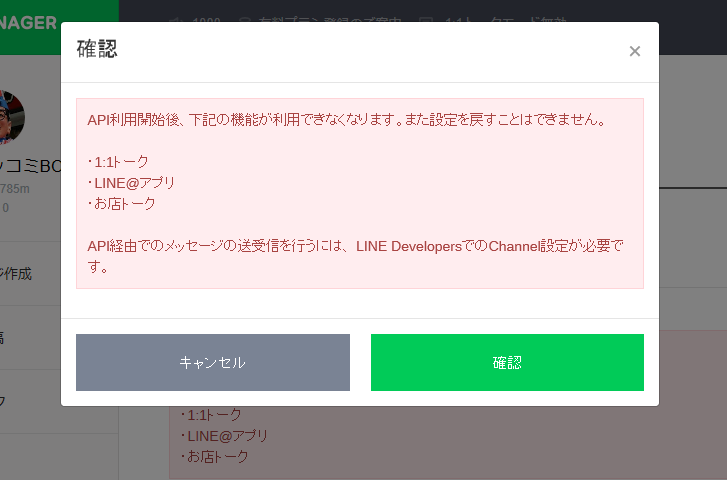 NAGER
確認
×
API利用開始後、下記の機能が利用できなくなります。また設定を戻すことはできません。
・1:1トーク
・LINE@アプリ
・お店トーク
API経由でのメッセージの送受信を行うには、LINE DevelopersでのChannel設定が必要で
す。
キャンセル
確認
ッコミBO
785m
0
ジ作成
・1:1トーク
・LINE@アプリ
・お店トーク